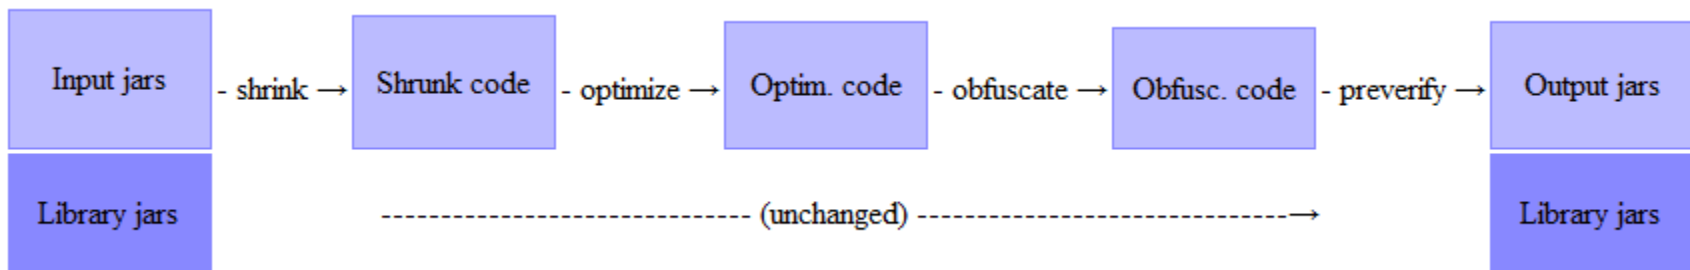 Input jars - shrink → Shrunk code - optimize → Optim. code - obfuscate → Obfusc. code - preverify → Output jars
Library jars ------------------------------- (unchanged) -------------------------------→ Library jars